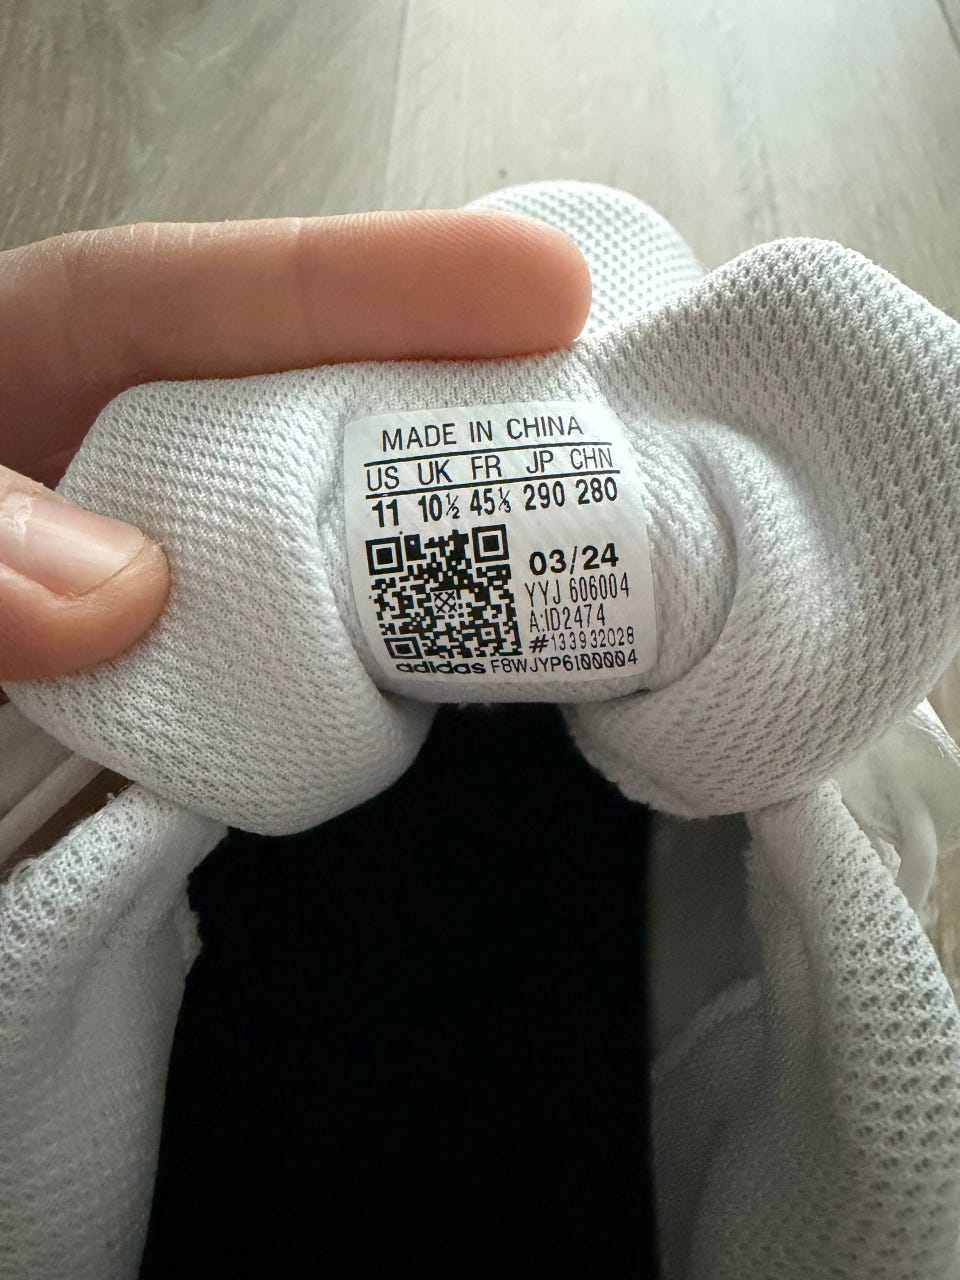 MADE IN CHINA
US UK FR JP CHN
11 10½ 45⅓ 290 280
03/24
YYJ 606004
A:ID2474
#133932028
adidas F8WJYP6100004